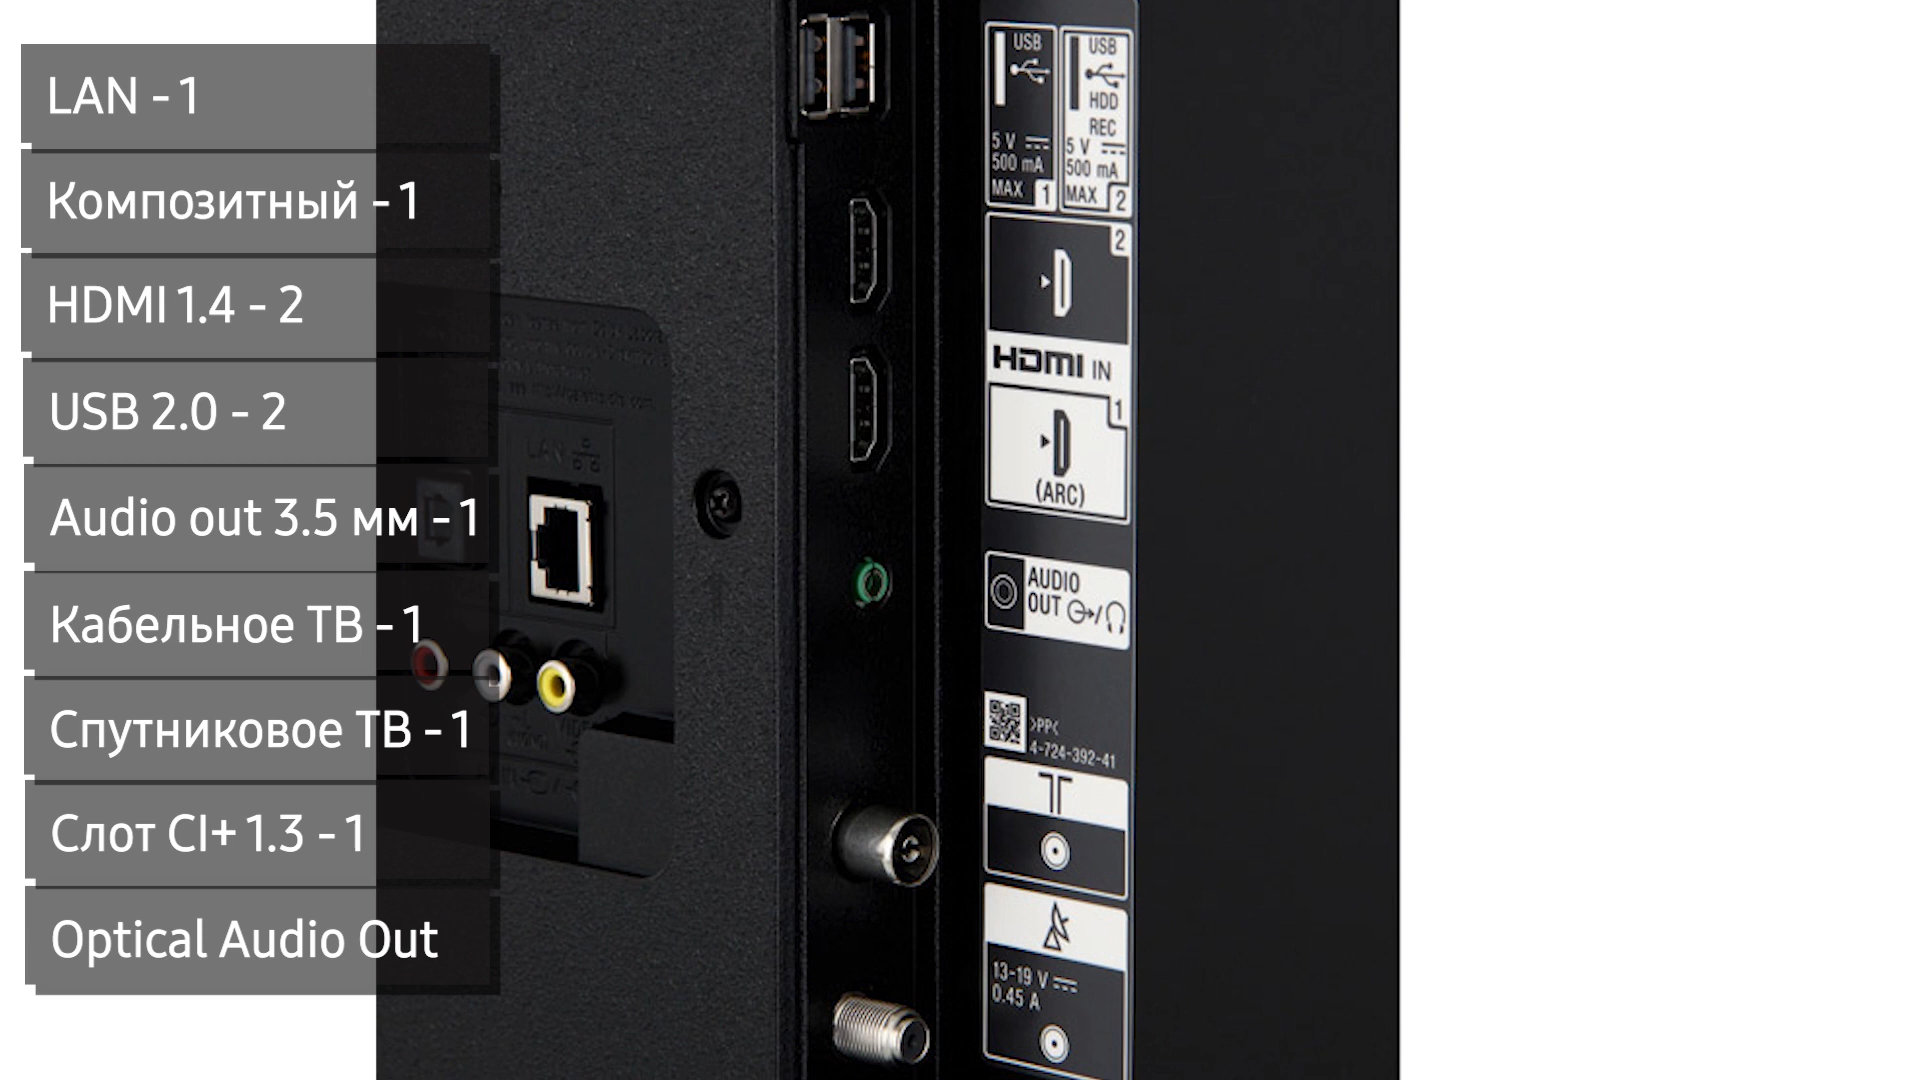 LAN - 1
Композитный - 1
HDMI 1.4 - 2
USB 2.0 - 2
Audio out 3.5 мм - 1
Кабельное ТВ - 1
Спутниковое ТВ - 1
Слот CI+ 1.3 - 1
Optical Audio Out
LAN
USB
5 V
500 mA
MAX
1
USB
HDD
REC
5 V
500 mA
MAX
2
2
HDMI IN
1
(ARC)
AUDIO
OUT
>PP<
4-724-392-41
13-19 V
0.45 A